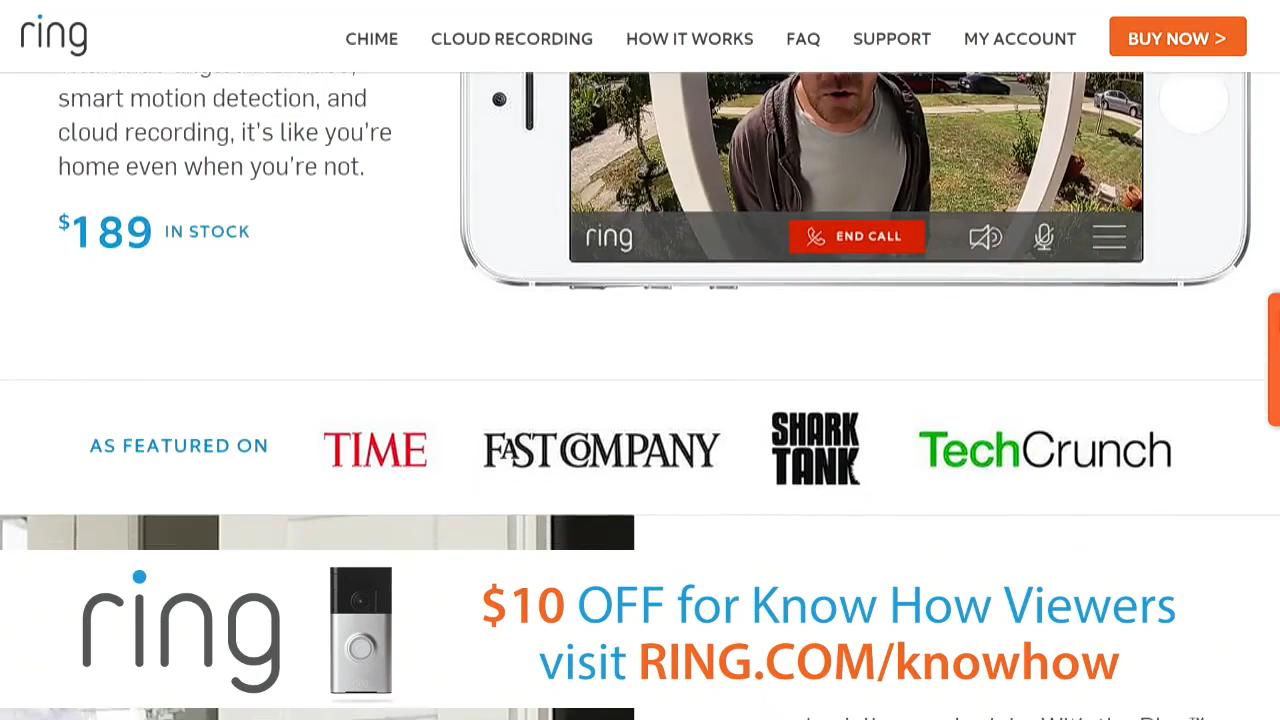 ring
CHIME CLOUD RECORDING HOW IT WORKS FAQ SUPPORT MY ACCOUNT BUY NOW >
smart motion detection, and
cloud recording, it's like you're
home even when you're not.
$189 IN STOCK
ring END CALL
AS FEATURED ON TIME FAST COMPANY SHARK TANK TechCrunch
ring
$10 OFF for Know How Viewers
visit RING.COM/knowhow